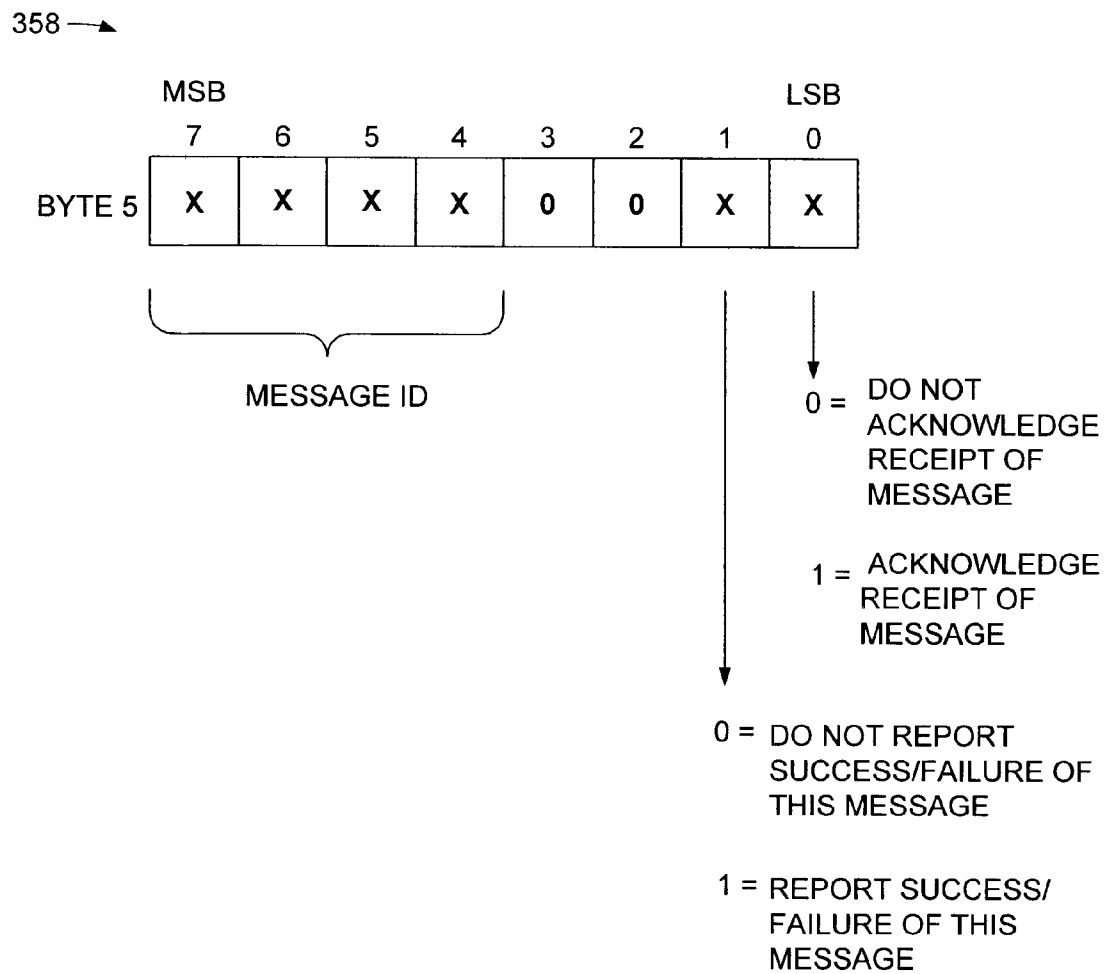 358
MSB LSB
7 6 5 4 3 2 1 0
BYTE 5 X X X X 0 0 X X
MESSAGE ID
0 = DO NOT
ACKNOWLEDGE
RECEIPT OF
MESSAGE
1 = ACKNOWLEDGE
RECEIPT OF
MESSAGE
0 = DO NOT REPORT
SUCCESS/FAILURE OF
THIS MESSAGE
1 = REPORT SUCCESS/
FAILURE OF THIS
MESSAGE